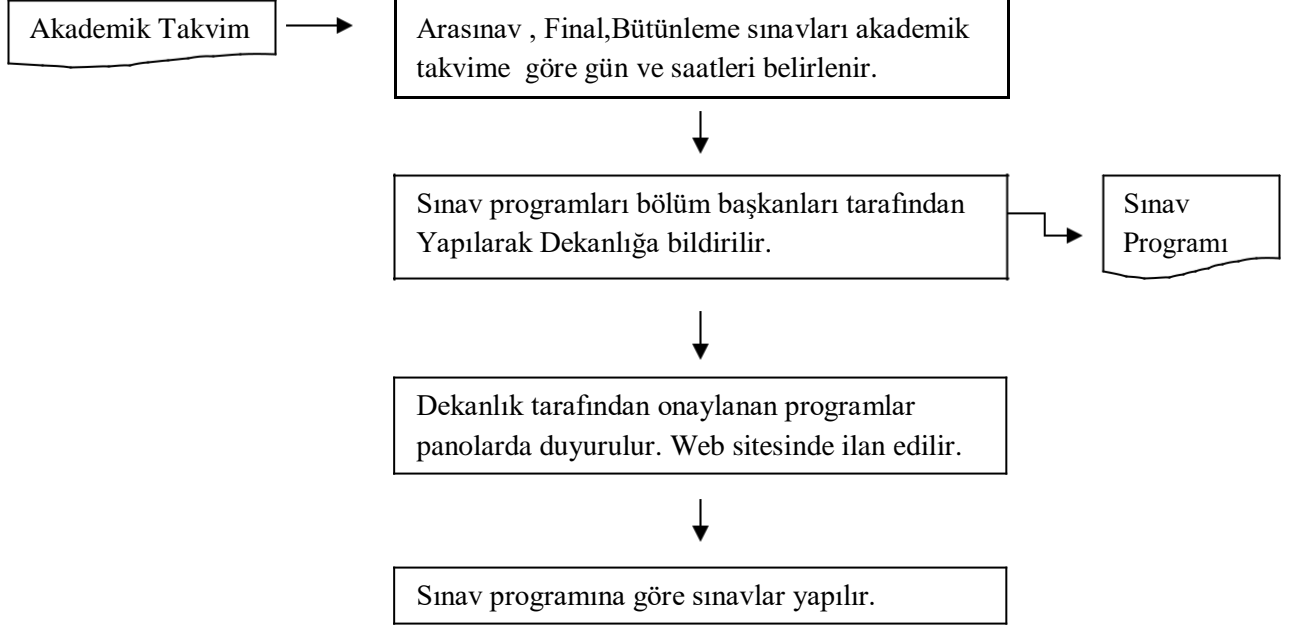 Akademik Takvim
Arasınav , Final,Bütünleme sınavları akademik
takvime  göre gün ve saatleri belirlenir.
Sınav programları bölüm başkanları tarafından
Yapılarak Dekanlığa bildirilir.
Sınav
Programı
Dekanlık tarafından onaylanan programlar
panolarda duyurulur. Web sitesinde ilan edilir.
Sınav programına göre sınavlar yapılır.